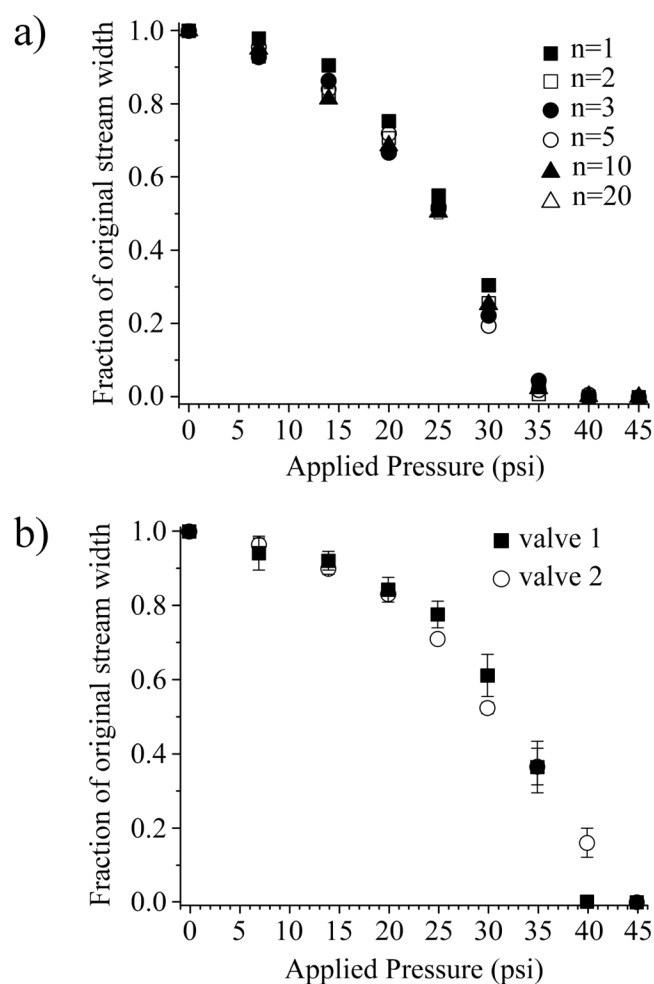 a)
Fraction of original stream width
1.0
0.8
0.6
0.4
0.2
0.0
n=1
n=2
n=3
n=5
n=10
n=20
0 5 10 15 20 25 30 35 40 45
Applied Pressure (psi)
b)
Fraction of original stream width
1.0
0.8
0.6
0.4
0.2
0.0
valve 1
valve 2
0 5 10 15 20 25 30 35 40 45
Applied Pressure (psi)